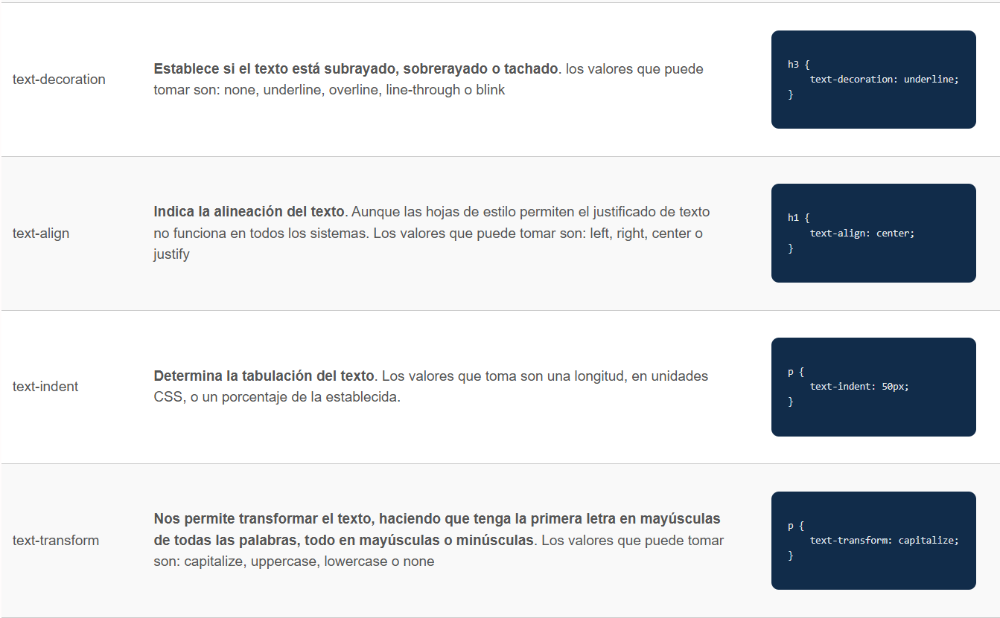 text-decoration
Establece si el texto está subrayado, sobrerayado o tachado. los valores que puede
tomar son: none, underline, overline, line-through o blink
h3 {
    text-decoration: underline;
}
text-align
Indica la alineación del texto. Aunque las hojas de estilo permiten el justificado de texto
no funciona en todos los sistemas. Los valores que puede tomar son: left, right, center o
justify
h1 {
    text-align: center;
}
text-indent
Determina la tabulación del texto. Los valores que toma son una longitud, en unidades
CSS, o un porcentaje de la establecida.
p {
    text-indent: 50px;
}
text-transform
Nos permite transformar el texto, haciendo que tenga la primera letra en mayúsculas
de todas las palabras, todo en mayúsculas o minúsculas. Los valores que puede tomar
son: capitalize, uppercase, lowercase o none
p {
    text-transform: capitalize;
}